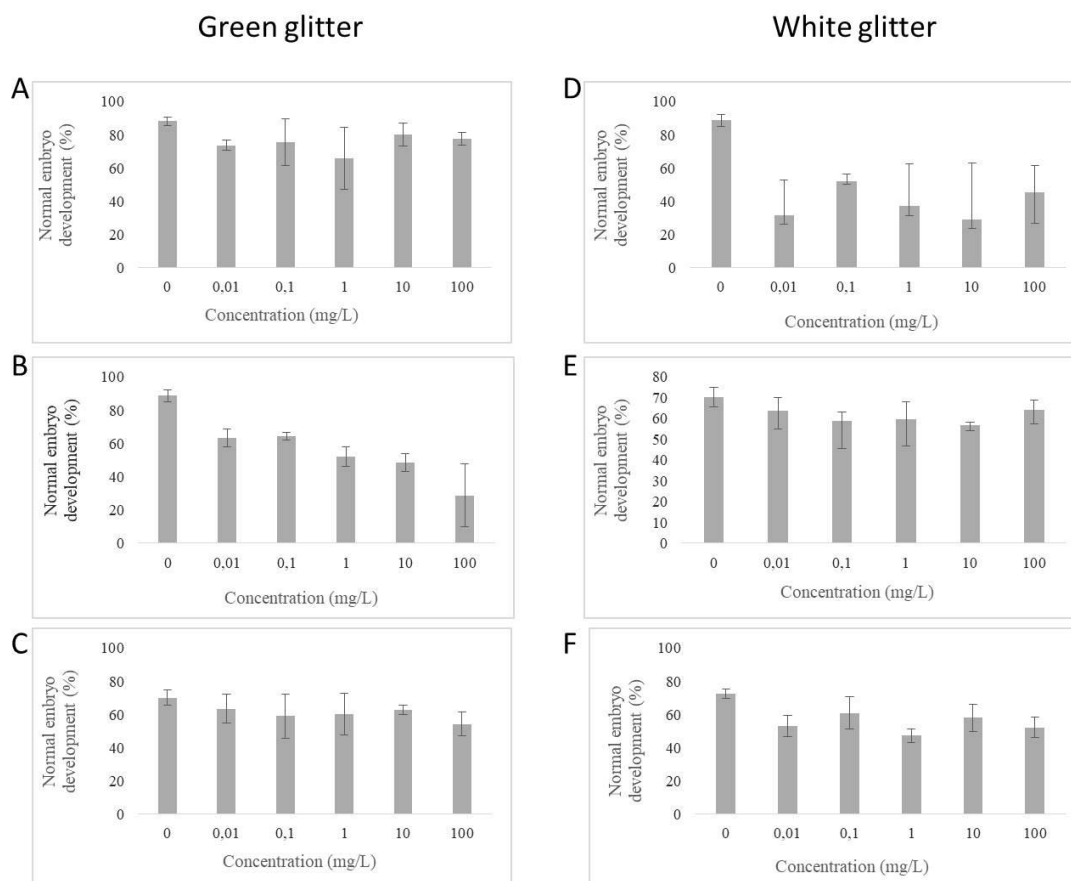 Green glitter
White glitter
A
Normal embryo
development (%)
100
80
60
40
20
0
0 0,01 0,1 1 10 100
Concentration (mg/L)
D
Normal embryo
development (%)
100
80
60
40
20
0
0 0,01 0,1 1 10 100
Concentration (mg/L)
B
Normal embryo
development (%)
100
80
60
40
20
0
0 0,01 0,1 1 10 100
Concentration (mg/L)
E
Normal embryo
development (%)
80
70
60
50
40
30
20
10
0
0 0,01 0,1 1 10 100
Concentration (mg/L)
C
Normal embryo
development (%)
100
80
60
40
20
0
0 0,01 0,1 1 10 100
Concentration (mg/L)
F
Normal embryo
development (%)
100
80
60
40
20
0
0 0,01 0,1 1 10 100
Concentration (mg/L)